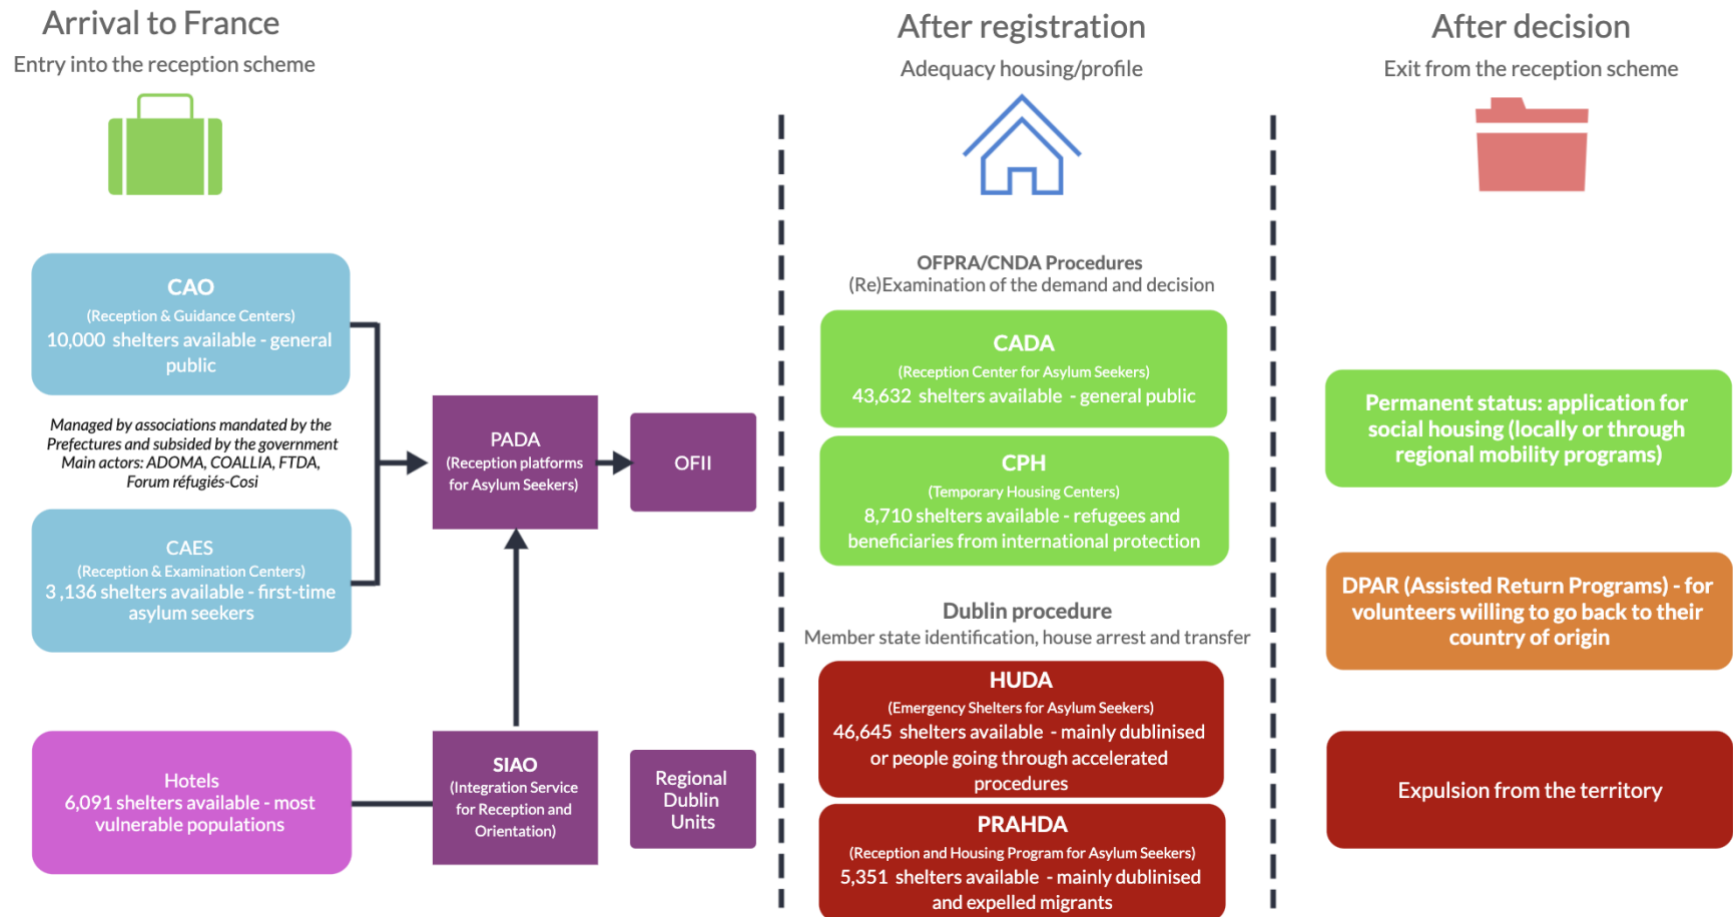 Arrival to France
Entry into the reception scheme
CAO
(Reception & Guidance Centers)
10,000 shelters available - general
public
Managed by associations mandated by the
Prefectures and subsided by the government
Main actors: ADOMA, COALLIA, FTDA,
Forum réfugiés-Cosi
CAES
(Reception & Examination Centers)
3 ,136 shelters available - first-time
asylum seekers
Hotels
6,091 shelters available - most
vulnerable populations
PADA
(Reception platforms
for Asylum Seekers)
OFII
SIAO
(Integration Service
for Reception and
Orientation)
Regional
Dublin
Units
After registration
Adequacy housing/profile
OFPRA/CNDA Procedures
(Re)Examination of the demand and decision
CADA
(Reception Center for Asylum Seekers)
43,632 shelters available - general public
CPH
(Temporary Housing Centers)
8,710 shelters available - refugees and
beneficiaries from international protection
Dublin procedure
Member state identification, house arrest and transfer
HUDA
(Emergency Shelters for Asylum Seekers)
46,645 shelters available - mainly dublinised
or people going through accelerated
procedures
PRAHDA
(Reception and Housing Program for Asylum Seekers)
5,351 shelters available - mainly dublinised
and expelled migrants
After decision
Exit from the reception scheme
Permanent status: application for
social housing (locally or through
regional mobility programs)
DPAR (Assisted Return Programs) - for
volunteers willing to go back to their
country of origin
Expulsion from the territory